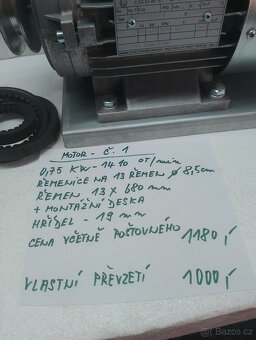 MOTOR - č. 1
0,75 KW - 1410 OT/min
ŘEMENICE NA 13 ŘEMEN ⌀ 8,5cm
ŘEMEN 13 x 680 mm
+ MONTÁŽNÍ DESKA
HŘÍDEL - 19 mm
CENA VČETNĚ POŠTOVNÉHO 1180,-
VLASTNÍ PŘEVZETÍ 1000,-
Sbazar.cz